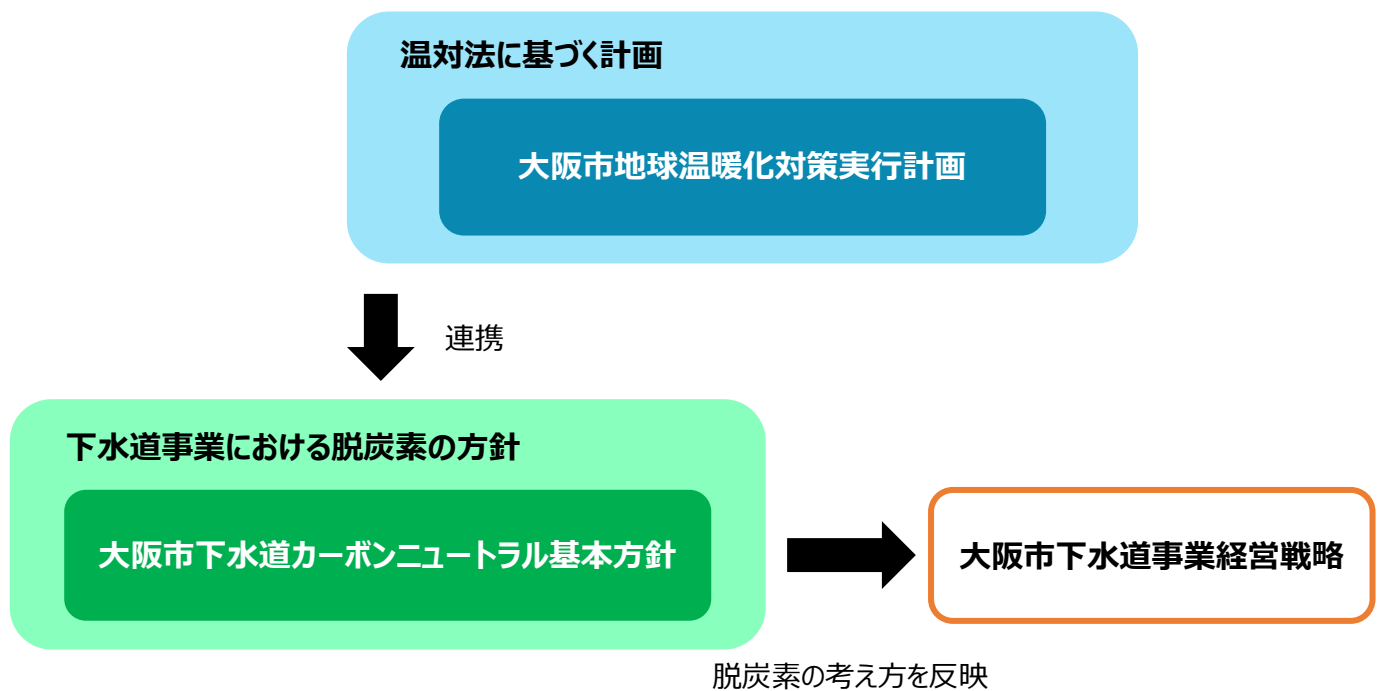 温対法に基づく計画
大阪市地球温暖化対策実行計画
連携
下水道事業における脱炭素の方針
大阪市下水道カーボンニュートラル基本方針
大阪市下水道事業経営戦略
脱炭素の考え方を反映